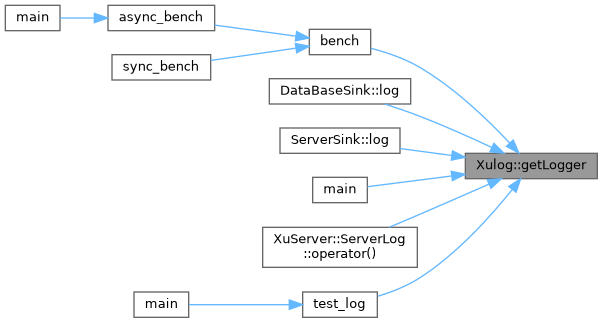 main
async_bench
bench
sync_bench
DataBaseSink::log
ServerSink::log
Xulog::getLogger
main
XuServer::ServerLog
::operator()
main
test_log